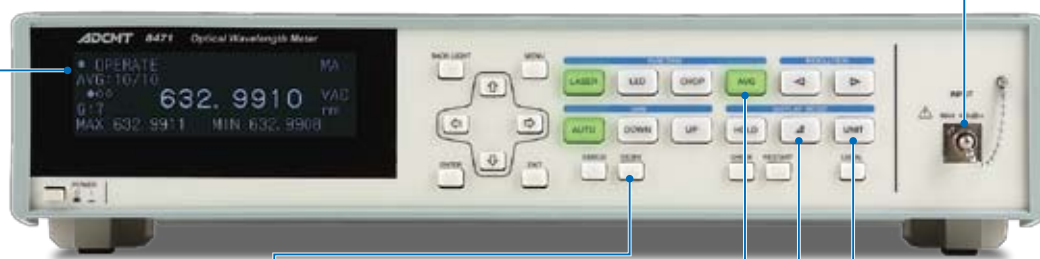 ADCMT 8471 Optical Wavelength Meter
OPERATE MA
AVG:10/10
632.9910 VAC
nm
G:7
MAX 632.9911 MIN 632.9908
POWER
BACK LIGHT
MENU
ENTER
EXIT
FUNCTION
LASER
LED
CHOP
AVG
RESOLUTION
GAIN
AUTO
DOWN
UP
DISPLAY MODE
HOLD
UNIT
RESTART
LOCAL
INPUT